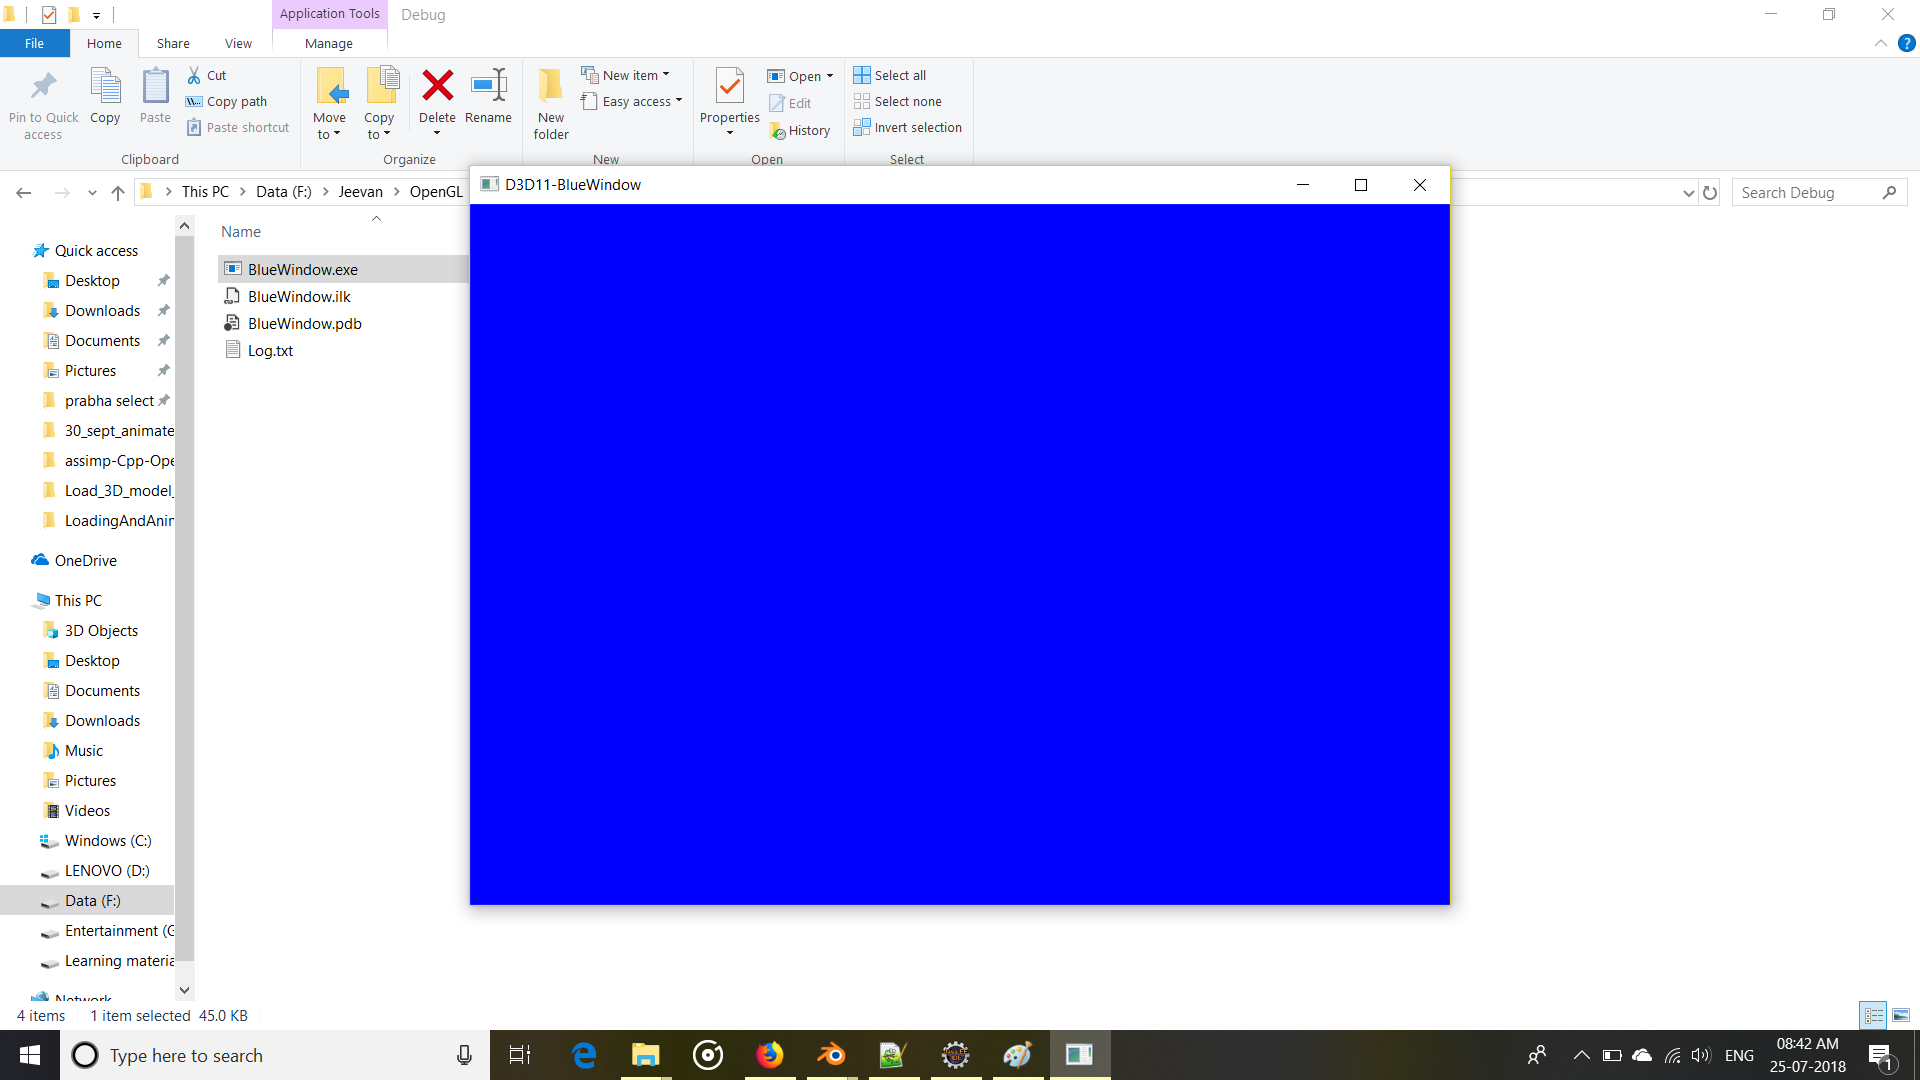 Application Tools
Debug
File
Home
Share
View
Manage
Pin to Quick access
Copy
Paste
Cut
Copy path
Paste shortcut
Clipboard
Move to
Copy to
Delete
Rename
Organize
New folder
New item
Easy access
New
Properties
Open
Edit
History
Open
Select all
Select none
Invert selection
Select
This PC
Data (F:)
Jeevan
OpenGL
Search Debug
D3D11-BlueWindow
Name
BlueWindow.exe
BlueWindow.ilk
BlueWindow.pdb
Log.txt
Quick access
Desktop
Downloads
Documents
Pictures
prabha select
30_sept_animate
assimp-Cpp-Ope
Load_3D_model_
LoadingAndAnim
OneDrive
This PC
3D Objects
Desktop
Documents
Downloads
Music
Pictures
Videos
Windows (C:)
LENOVO (D:)
Data (F:)
Entertainment (G
Learning materia
Network
4 items
1 item selected 45.0 KB
Type here to search
ENG
08:42 AM
25-07-2018
1